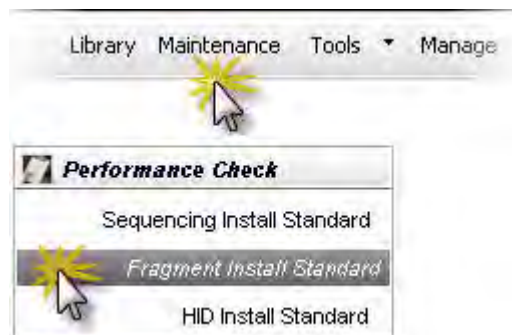 Library Maintenance Tools Manage
Performance Check
Sequencing Install Standard
Fragment Install Standard
HID Install Standard